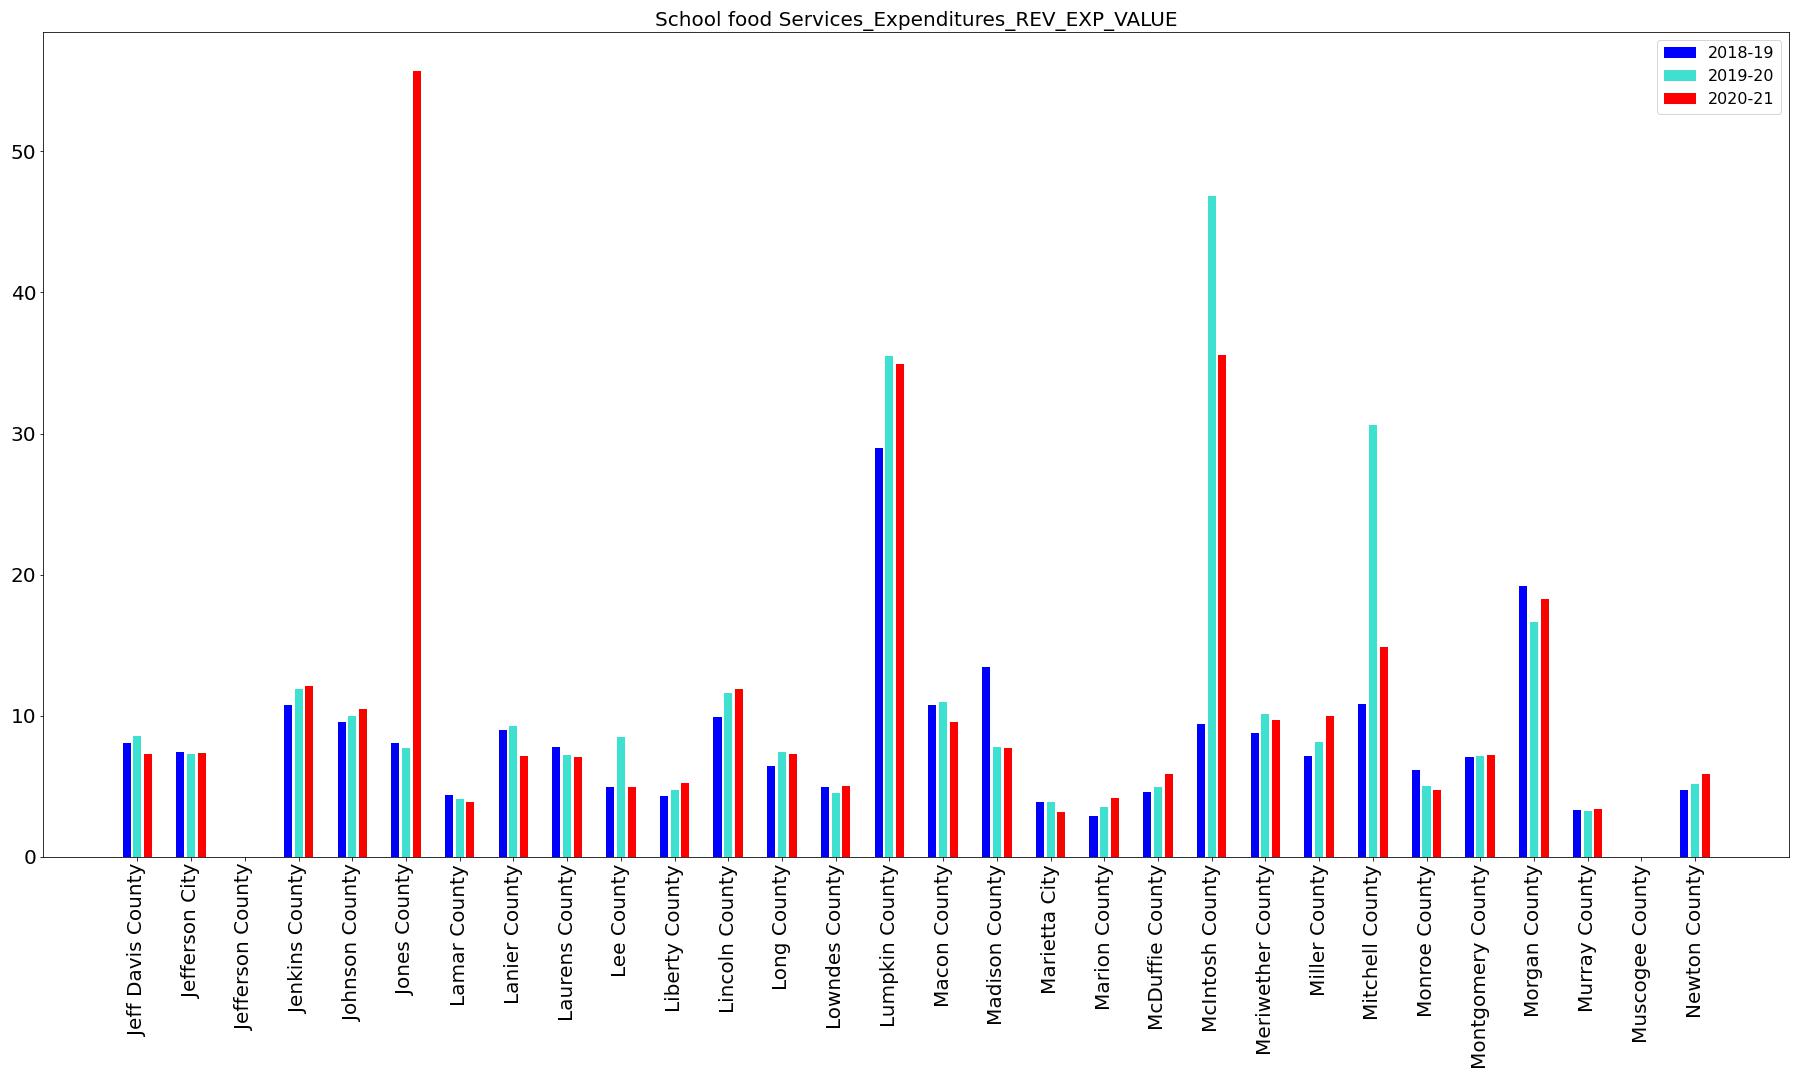 School food Services_Expenditures_REV_EXP_VALUE
2018-19
2019-20
2020-21
50
40
30
20
10
0
Jeff Davis County
Jefferson City
Jefferson County
Jenkins County
Johnson County
Jones County
Lamar County
Lanier County
Laurens County
Lee County
Liberty County
Lincoln County
Long County
Lowndes County
Lumpkin County
Macon County
Madison County
Marietta City
Marion County
McDuffie County
McIntosh County
Meriwether County
Miller County
Mitchell County
Monroe County
Montgomery County
Morgan County
Murray County
Muscogee County
Newton County